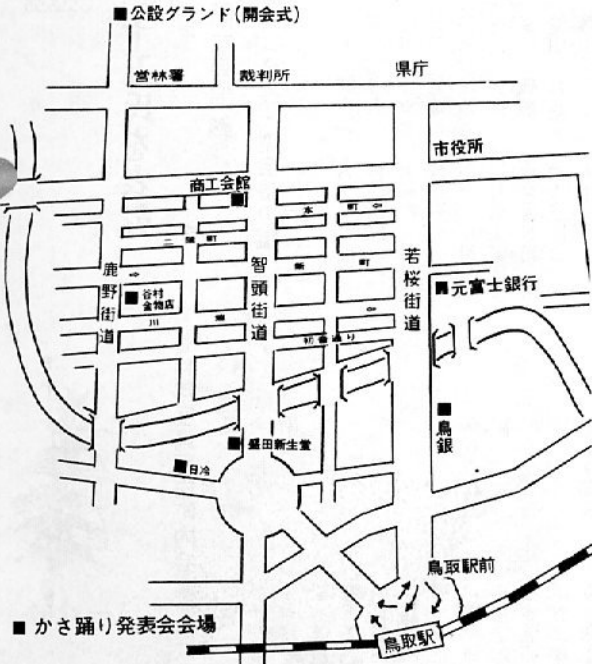 ■公設グランド(開会式)
営林署
裁判所
県庁
市役所
商工会館
本町
二階町
新町
鹿野街道
智頭街道
若桜街道
谷村
金物店
元富士銀行
川端
初音通り
鳥銀
盛田新生堂
日冷
鳥取駅前
■かさ踊り発表会会場
鳥取駅